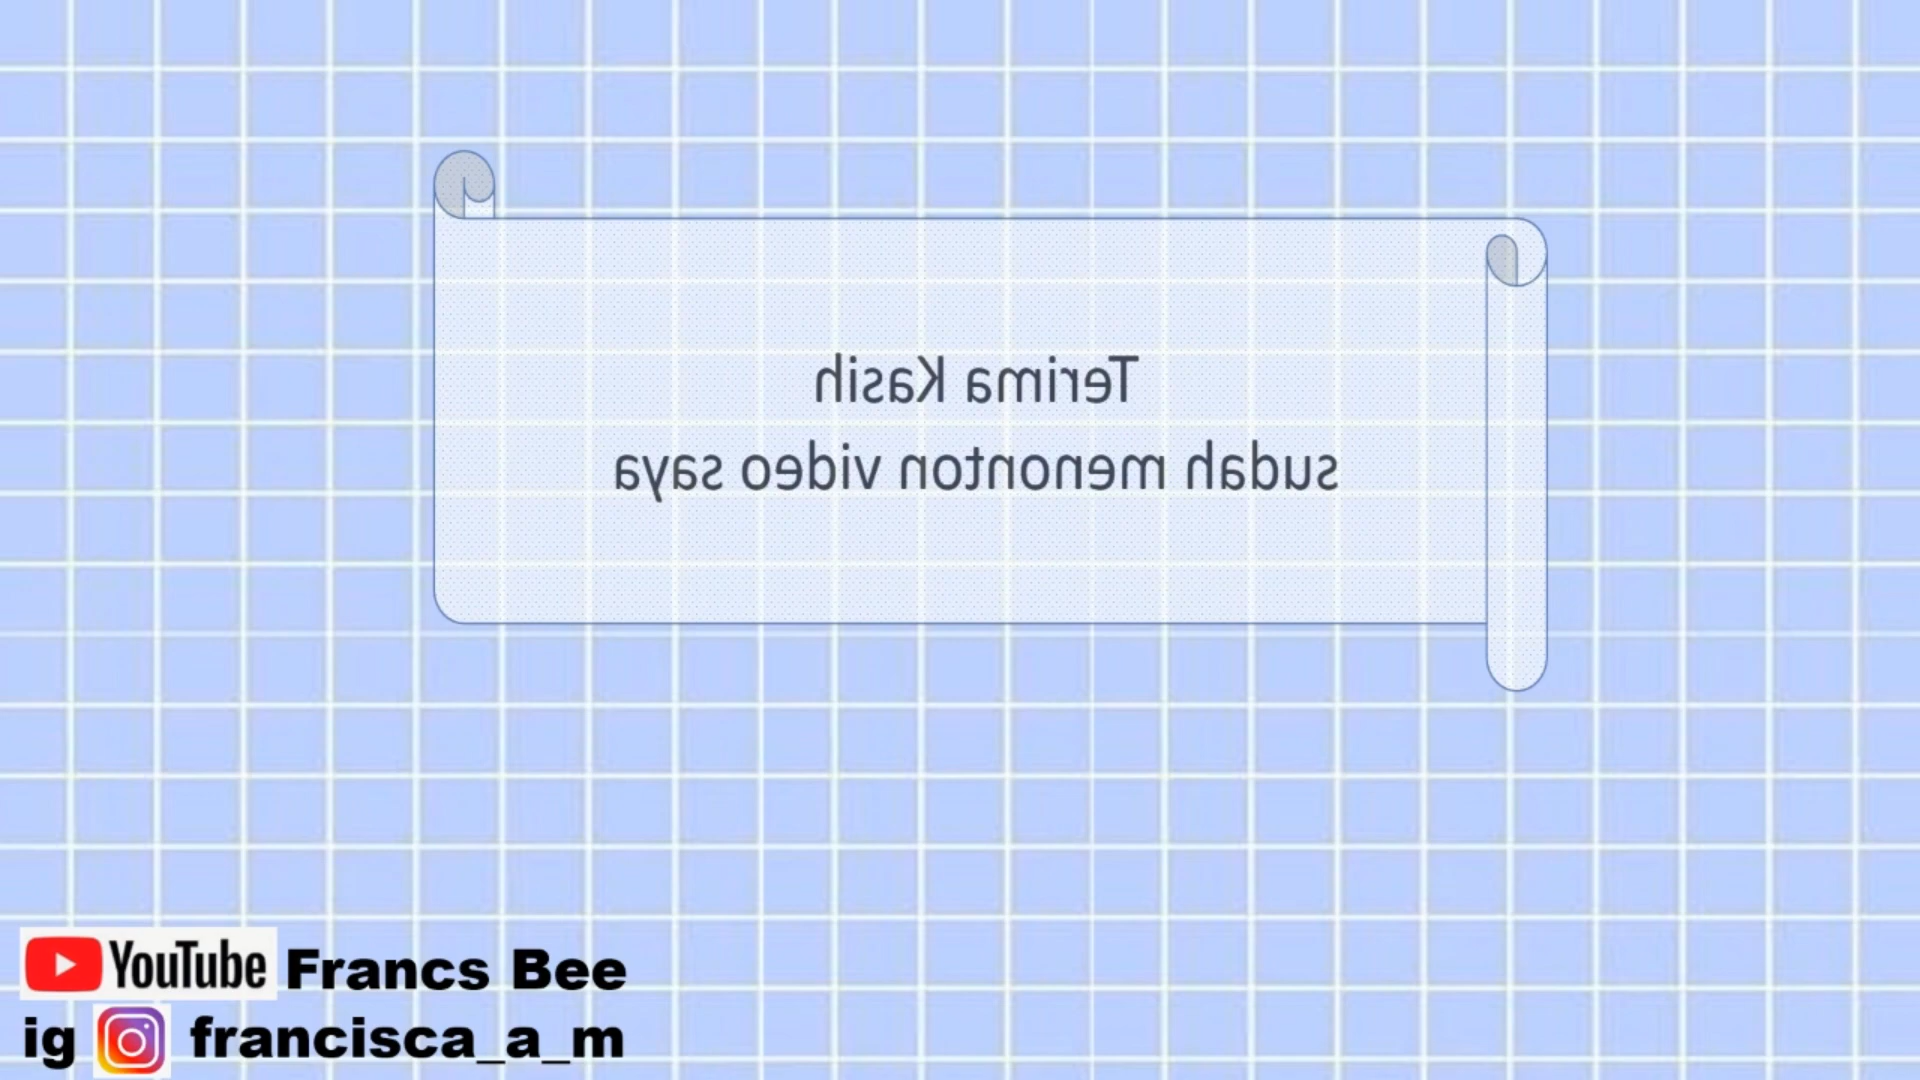 Terima Kasih
sudah menonton video saya
YouTube Francs Bee
ig francisca_a_m